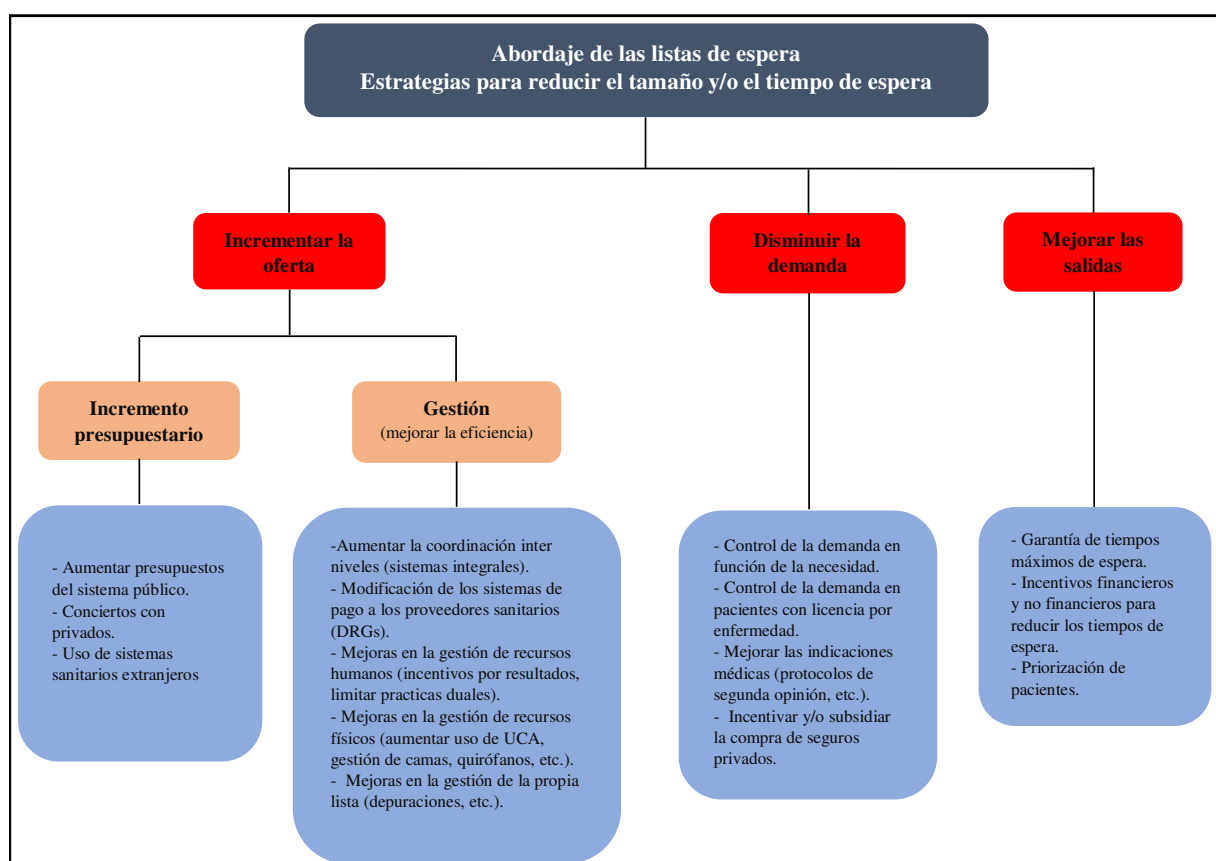 Abordaje de las listas de espera
Estrategias para reducir el tamaño y/o el tiempo de espera
Incrementar la
oferta
Disminuir la
demanda
Mejorar las
salidas
Incremento
presupuestario
Gestión
(mejorar la eficiencia)
- Aumentar presupuestos
del sistema público.
- Conciertos con
privados.
- Uso de sistemas
sanitarios extranjeros
-Aumentar la coordinación inter
niveles (sistemas integrales).
- Modificación de los sistemas de
pago a los proveedores sanitarios
(DRGs).
- Mejoras en la gestión de recursos
humanos (incentivos por resultados,
limitar practicas duales).
- Mejoras en la gestión de recursos
físicos (aumentar uso de UCA,
gestión de camas, quirófanos, etc.).
- Mejoras en la gestión de la propia
lista (depuraciones, etc.).
- Control de la demanda en
función de la necesidad.
- Control de la demanda en
pacientes con licencia por
enfermedad.
- Mejorar las indicaciones
médicas (protocolos de
segunda opinión, etc.).
- Incentivar y/o subsidiar
la compra de seguros
privados.
- Garantía de tiempos
máximos de espera.
- Incentivos financieros
y no financieros para
reducir los tiempos de
espera.
- Priorización de
pacientes.